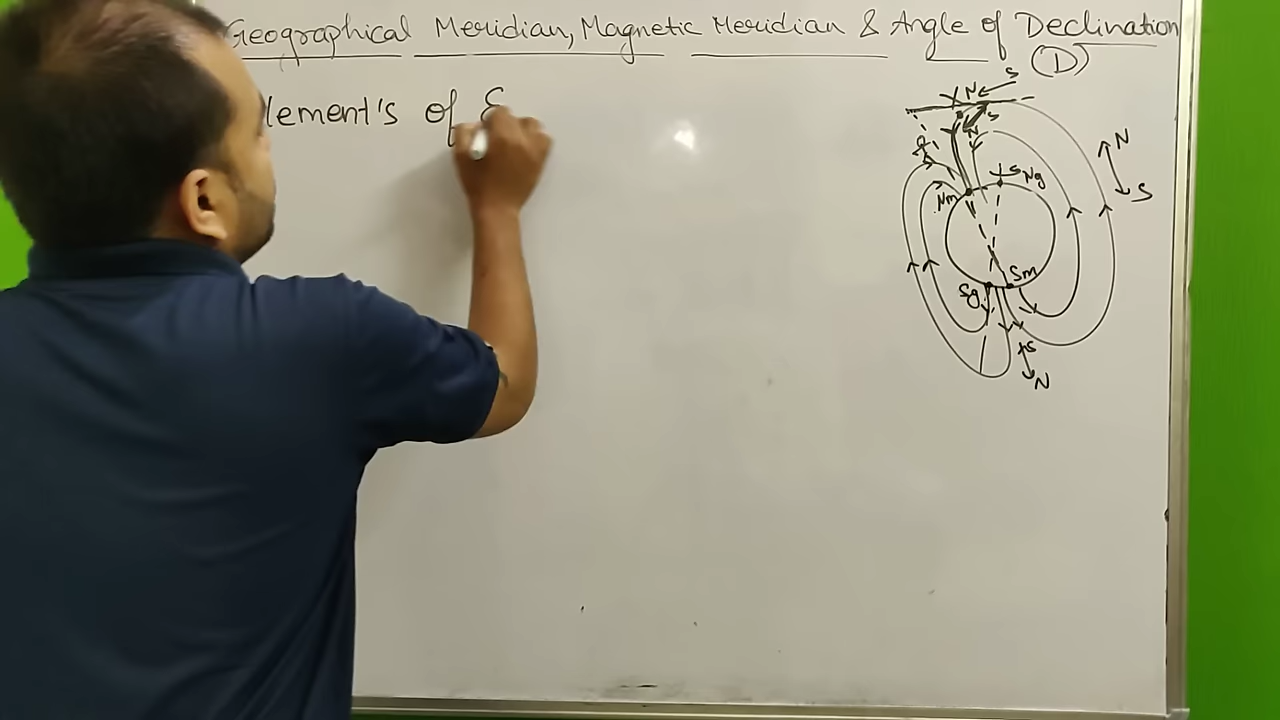 Geographical Meridian, Magnetic Meridian & Angle of Declination
(D)
lement's of E
S
N
S
N
N
S
S
Ng
Nm
Sm
Sg
S
N